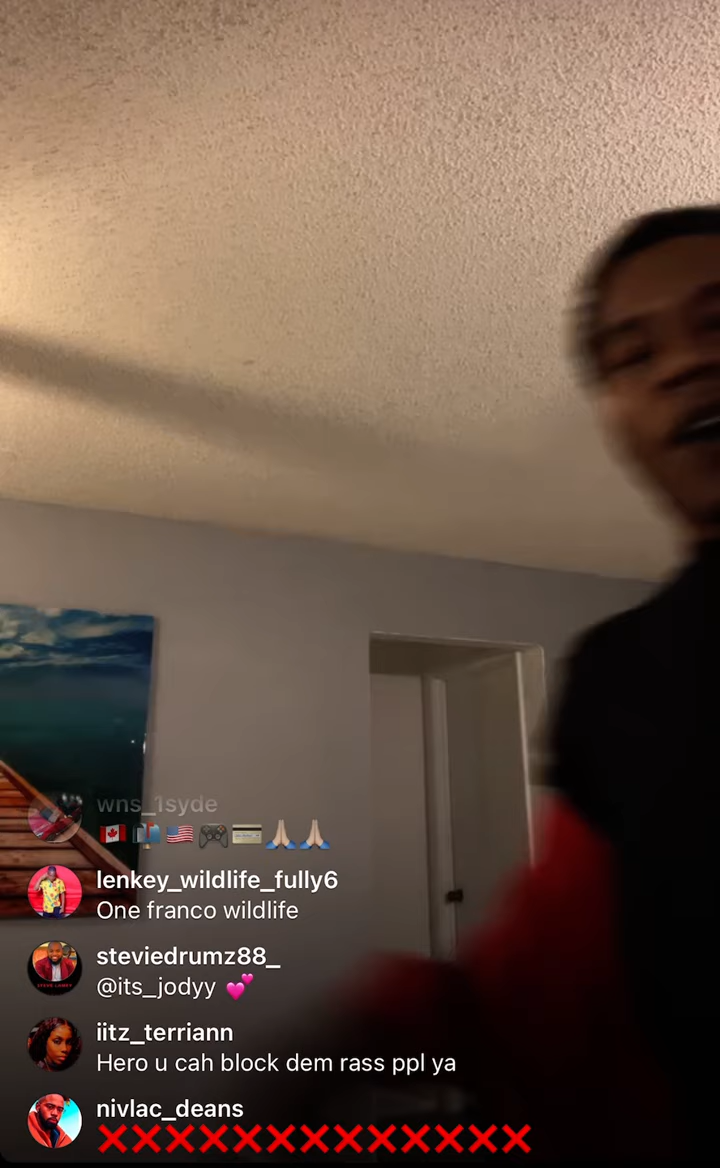 wns_1syde
🇨🇦 📬 🇺🇸 🎮 💳 🙏🏻 🙏🏻
lenkey_wildlife_fully6
One franco wildlife
steviedrumz88_
@its_jodyy 💕
iitz_terriann
Hero u cah block dem rass ppl ya
nivlac_deans
❌❌❌❌❌❌❌❌❌❌❌❌❌